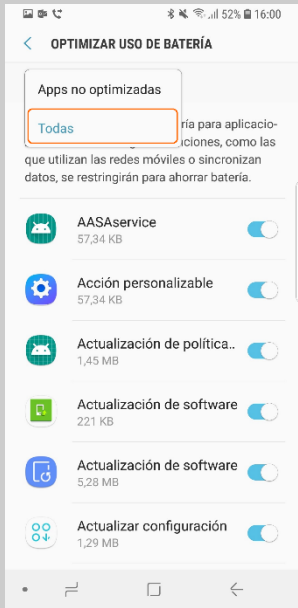 52% 16:00
OPTIMIZAR USO DE BATERÍA
Apps no optimizadas
Todas
ría para aplicacio-
nciones, como las
que utilizan las redes móviles o sincronizan
datos, se restringirán para ahorrar batería.
AASAservice
57,34 KB
Acción personalizable
57,34 KB
Actualización de política..
1,45 MB
Actualización de software
221 KB
Actualización de software
5,28 MB
Actualizar configuración
1,29 MB